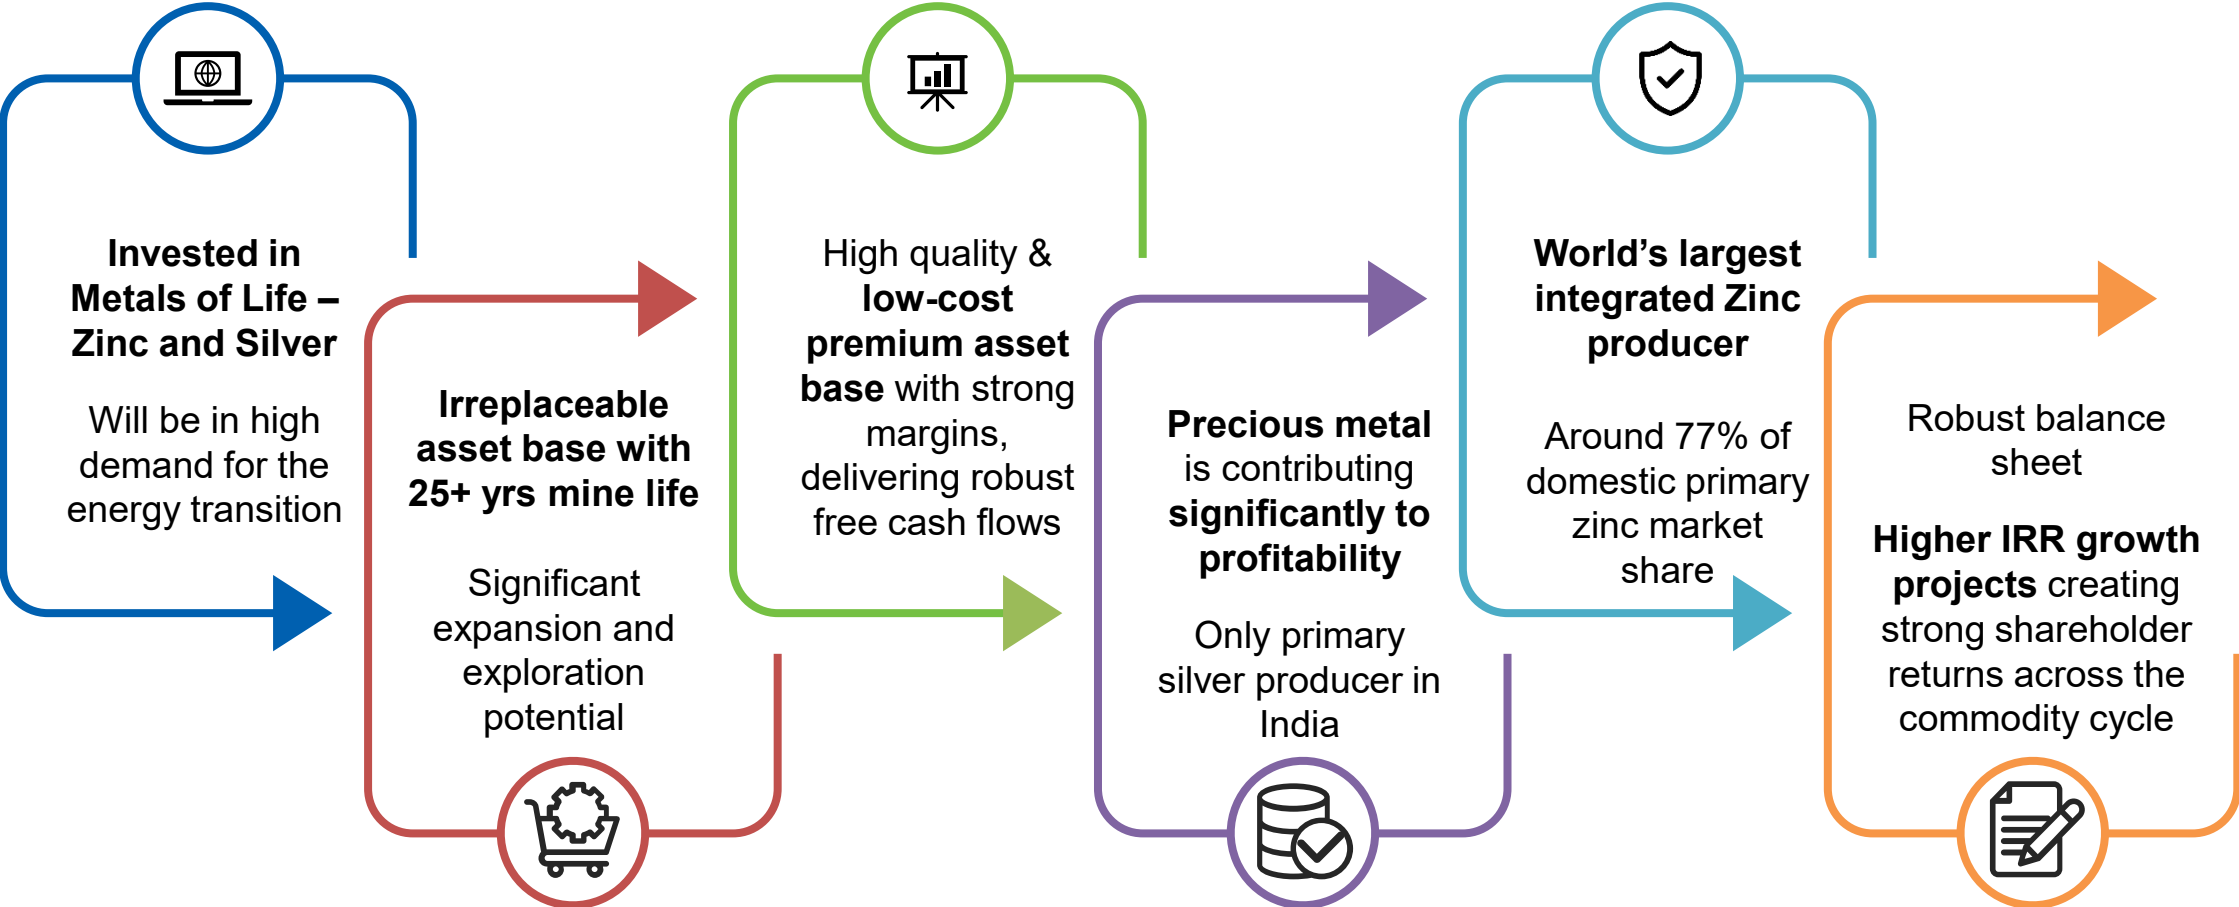 Invested in
Metals of Life –
Zinc and Silver
Will be in high
demand for the
energy transition
Irreplaceable
asset base with
25+ yrs mine life
Significant
expansion and
exploration
potential
High quality &
low-cost
premium asset
base with strong
margins,
delivering robust
free cash flows
Precious metal
is contributing
significantly to
profitability
Only primary
silver producer in
India
World’s largest
integrated Zinc
producer
Around 77% of
domestic primary
zinc market
share
Robust balance
sheet
Higher IRR growth
projects creating
strong shareholder
returns across the
commodity cycle